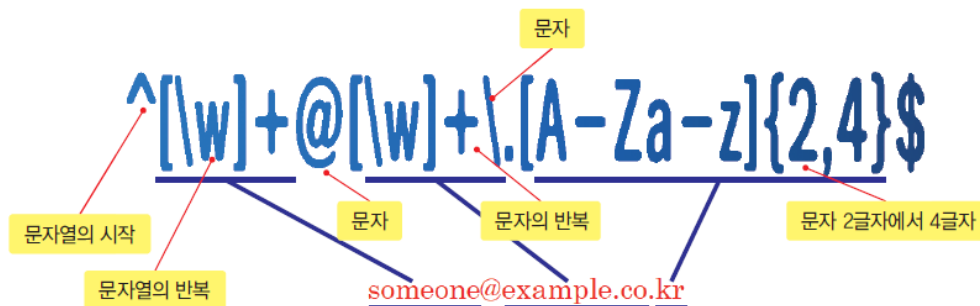 문자
^[\w]+@[\w]+\.[A-Za-z]{2,4}$
문자열의 시작
문자
문자의 반복
문자 2글자에서 4글자
문자열의 반복
someone@example.co.kr